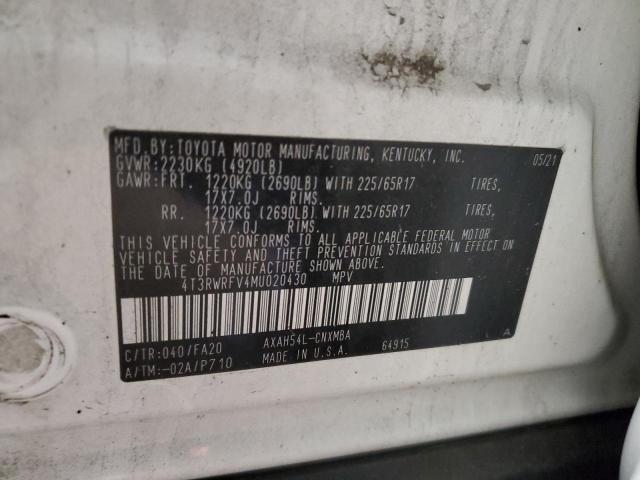 MFD.BY:TOYOTA MOTOR MANUFACTURING, KENTUCKY, INC. 05/21
GVWR:2230KG (4920LB)
GAWR:FRT. 1220KG (2690LB) WITH 225/65R17 TIRES,
17X7.0J RIMS.
RR. 1220KG (2690LB) WITH 225/65R17 TIRES,
17X7.0J RIMS.
THIS VEHICLE CONFORMS TO ALL APPLICABLE FEDERAL MOTOR
VEHICLE SAFETY AND THEFT PREVENTION STANDARDS IN EFFECT ON
THE DATE OF MANUFACTURE SHOWN ABOVE.
4T3RWRFV4MU020430 MPV
C/TR:040/FA20 AXAH54L-CNXMBA A
A/TM:-02A/P710 MADE IN U.S.A. 64915